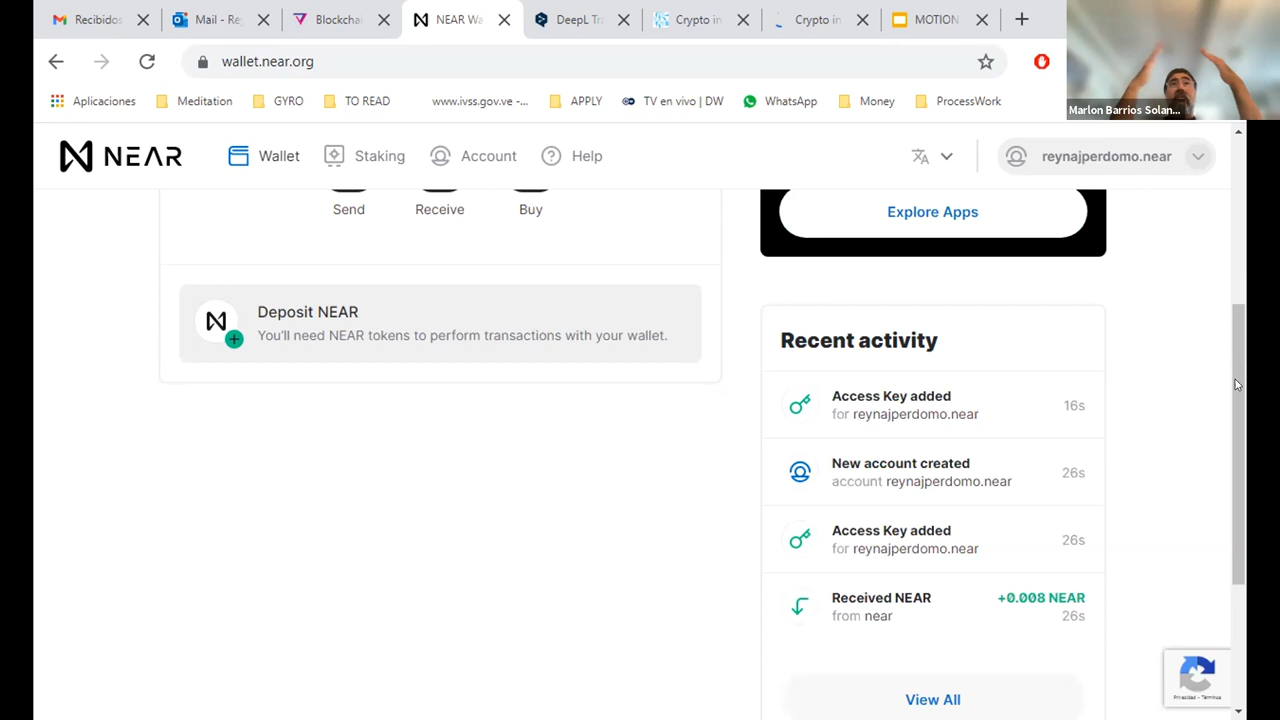 Recibidos
Mail - Re
Blockcha
NEAR Wa
DeepL Tra
Crypto in
Crypto in
MOTION
wallet.near.org
Aplicaciones
Meditation
GYRO
TO READ
www.ivss.gov.ve -...
APPLY
TV en vivo | DW
WhatsApp
Money
ProcessWork
Marlon Barrios Solan...
NEAR
Wallet
Staking
Account
Help
reynajperdomo.near
Send
Receive
Buy
Explore Apps
Deposit NEAR
You'll need NEAR tokens to perform transactions with your wallet.
Recent activity
Access Key added
for reynajperdomo.near
16s
New account created
account reynajperdomo.near
26s
Access Key added
for reynajperdomo.near
26s
Received NEAR
+0.008 NEAR
from near
26s
View All
Privacidad - Términos